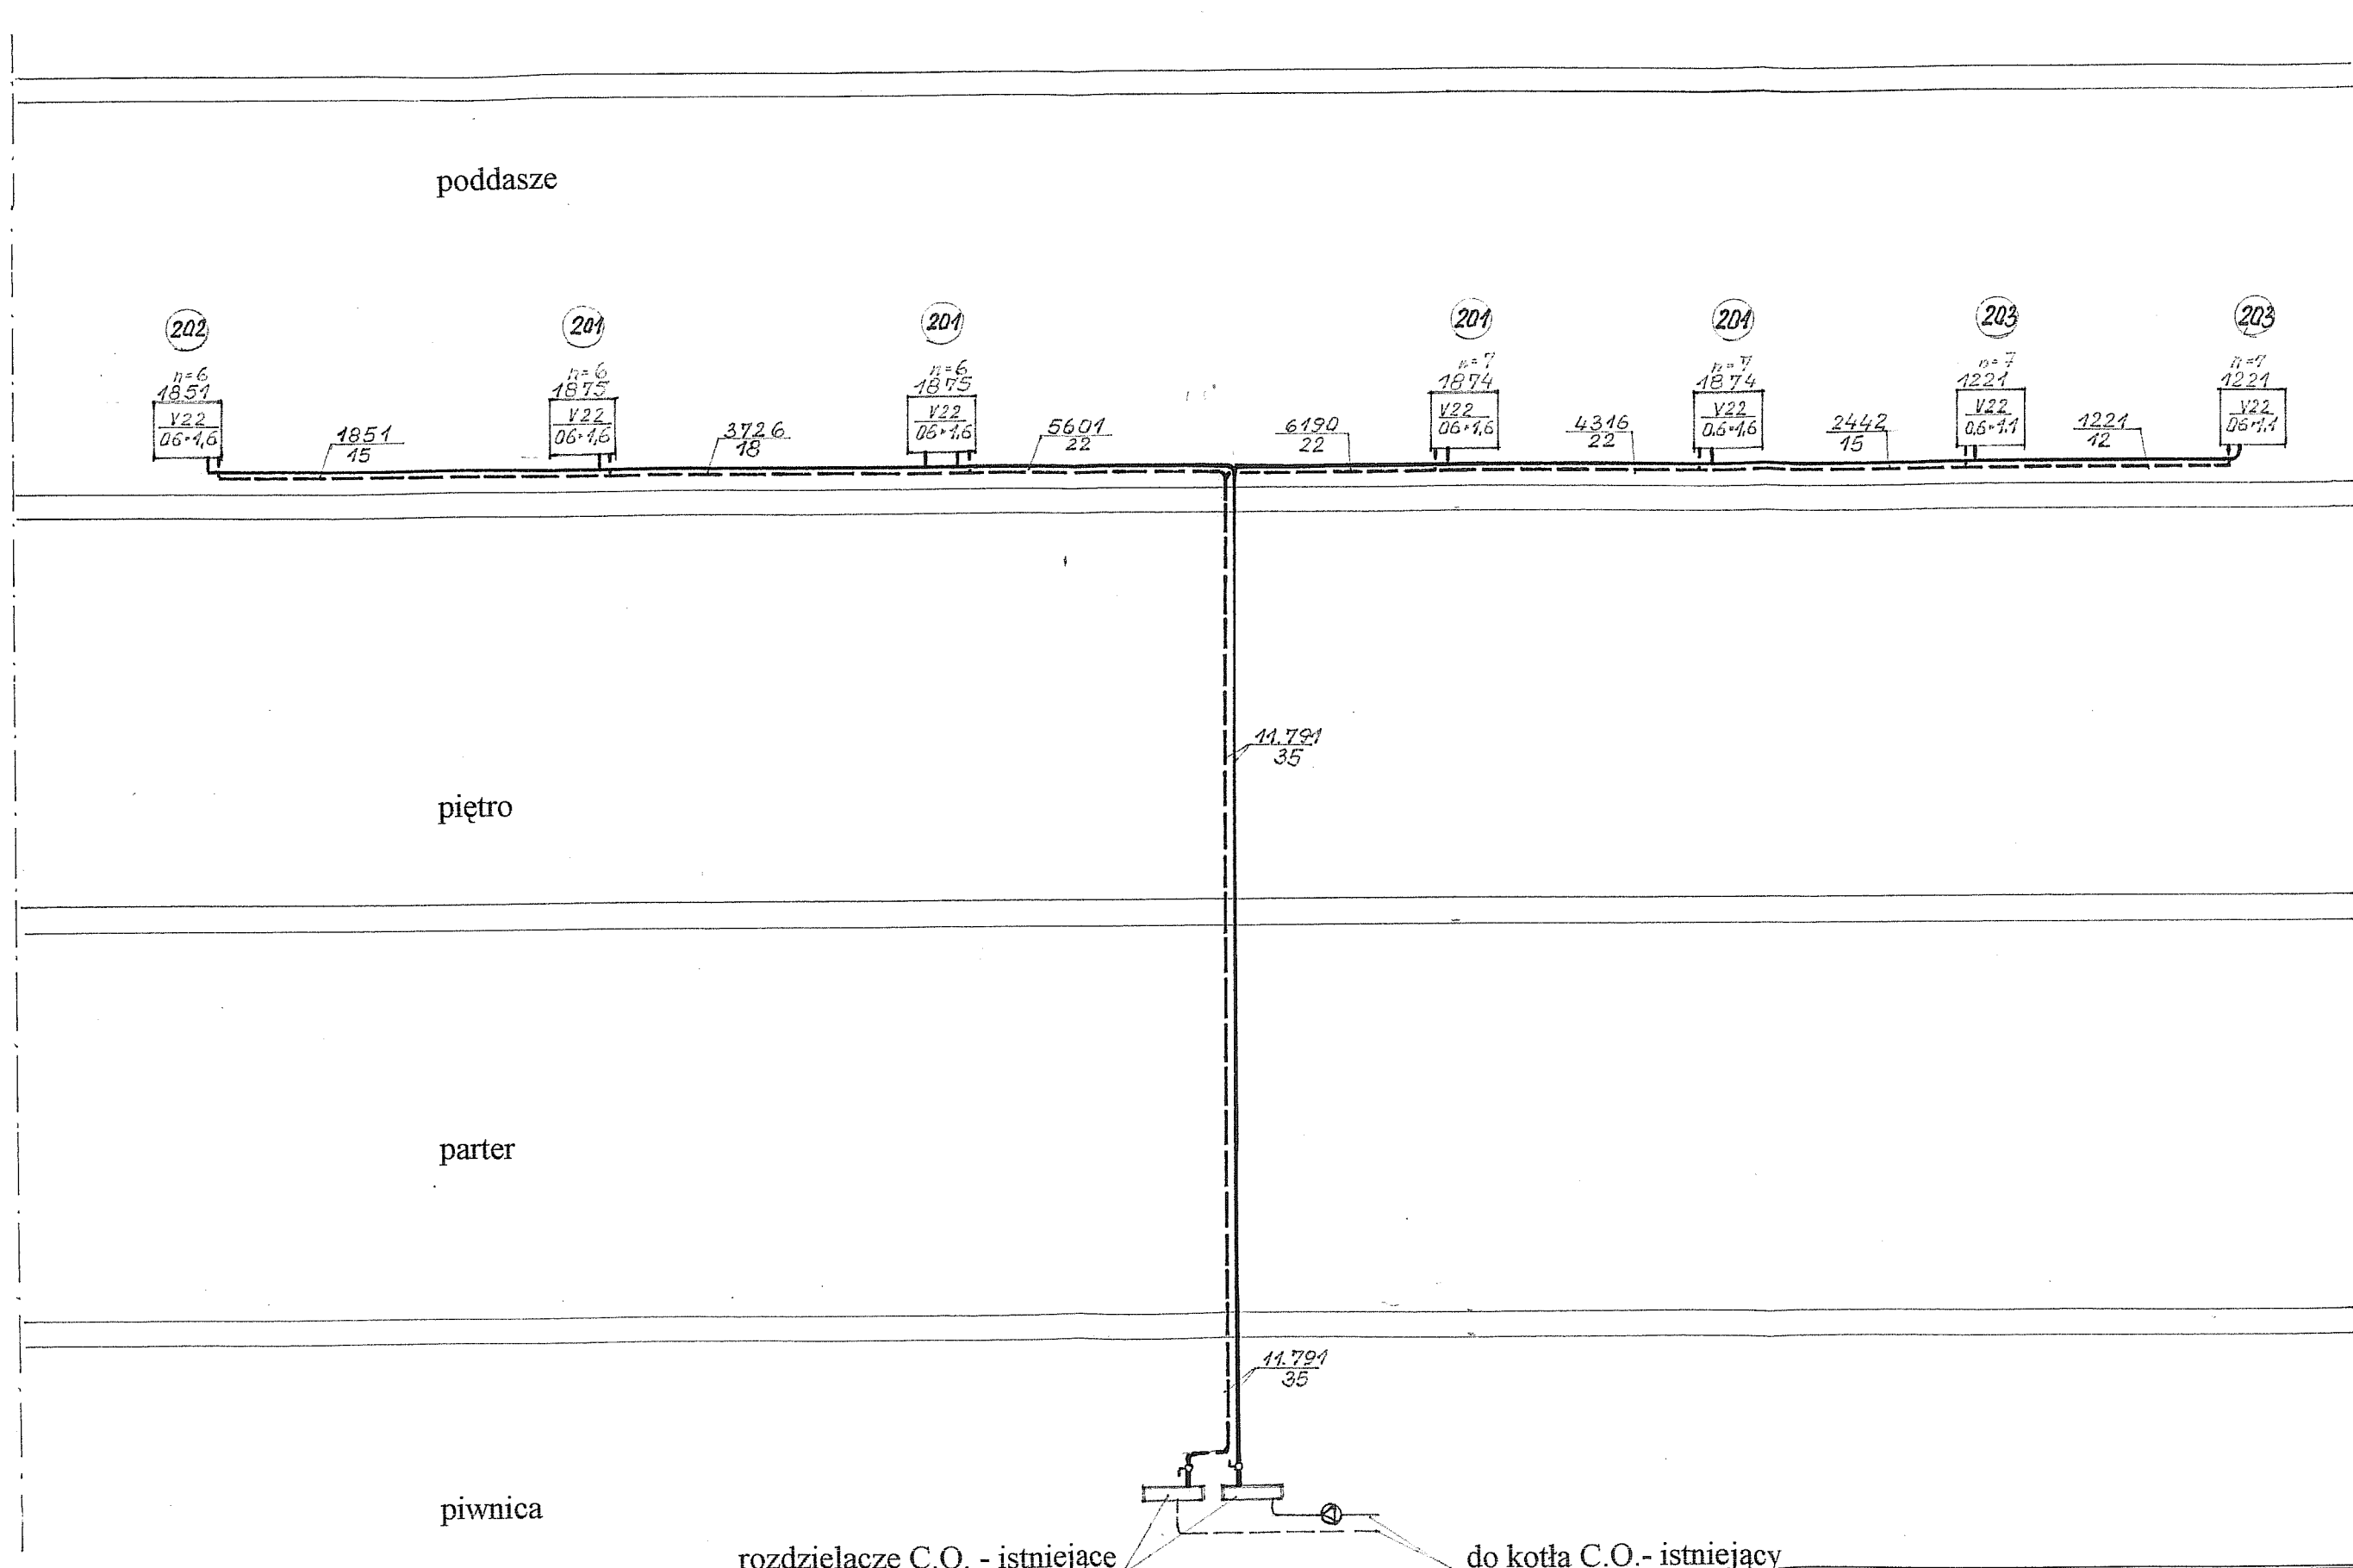 poddasze
202
201
201
201
201
203
203
n=6
n=6
n=6
n=7
n=7
n=7
n=7
1851
1875
1875
1874
1874
1221
1221
V22
V22
V22
V22
V22
V22
V22
06×1,6
06×1,6
06×1,6
06×1,6
0,6×1,6
0,6×1.1
06×1,1
1851
15
3726
18
5601
22
6190
22
4316
22
2442
15
1221
12
11.791
35
piętro
parter
11.791
35
piwnica
rozdzielacze C.O. - istniejące
do kotła C.O.- istniejący